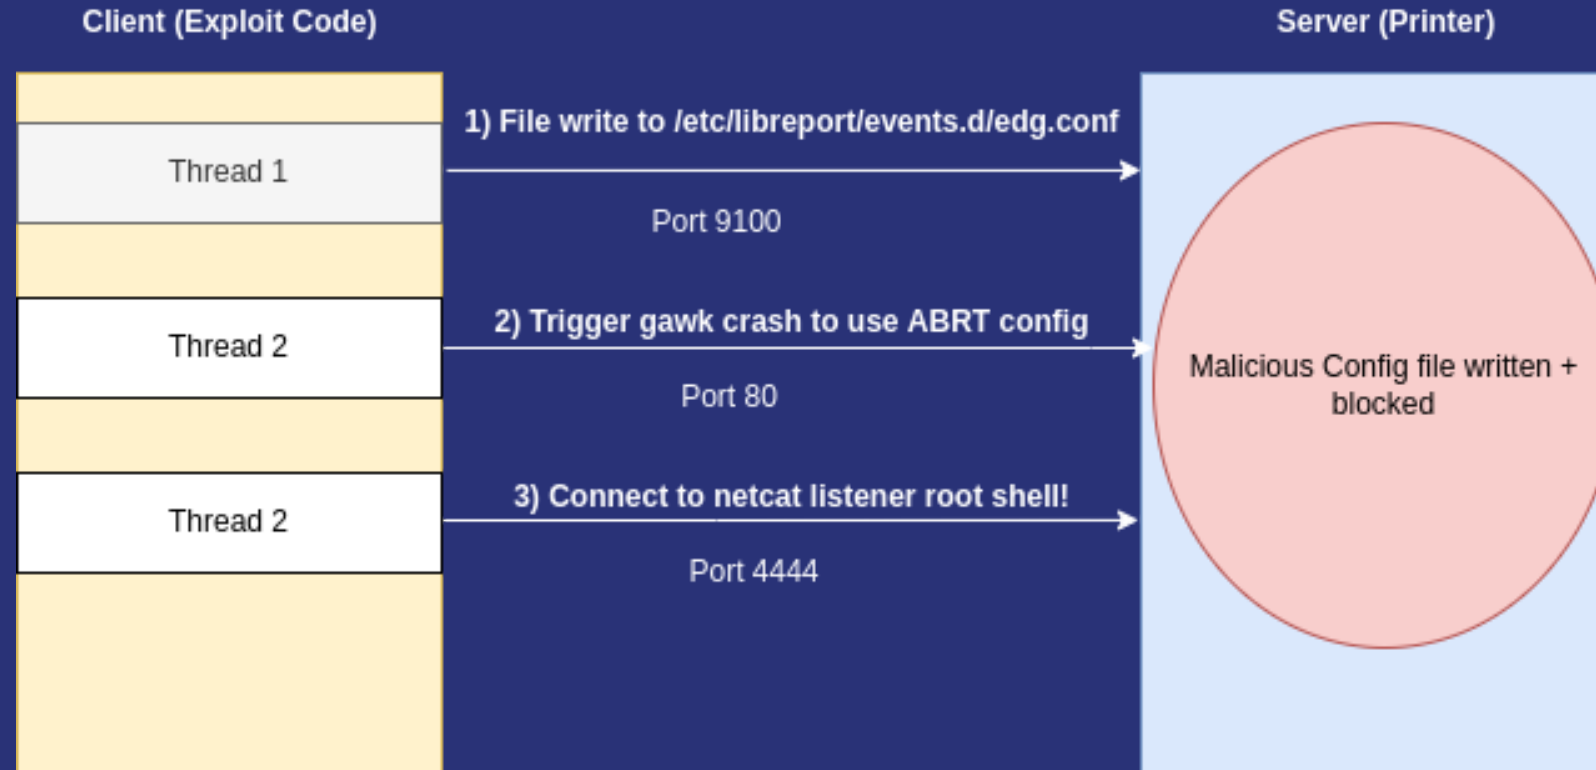 Client (Exploit Code)
Server (Printer)
1) File write to /etc/libreport/events.d/edg.conf
Thread 1
Port 9100
2) Trigger gawk crash to use ABRT config
Thread 2
Port 80
Malicious Config file written +
blocked
3) Connect to netcat listener root shell!
Thread 2
Port 4444